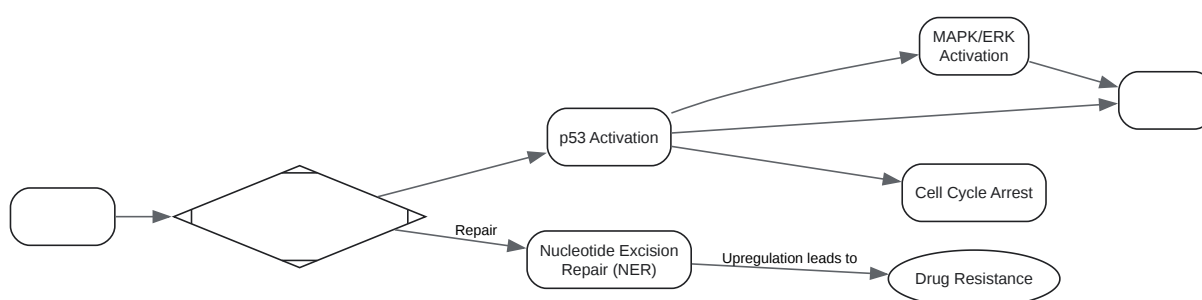 MAPK/ERK
Activation
p53 Activation
Cell Cycle Arrest
Repair
Nucleotide Excision
Repair (NER)
Upregulation leads to
Drug Resistance